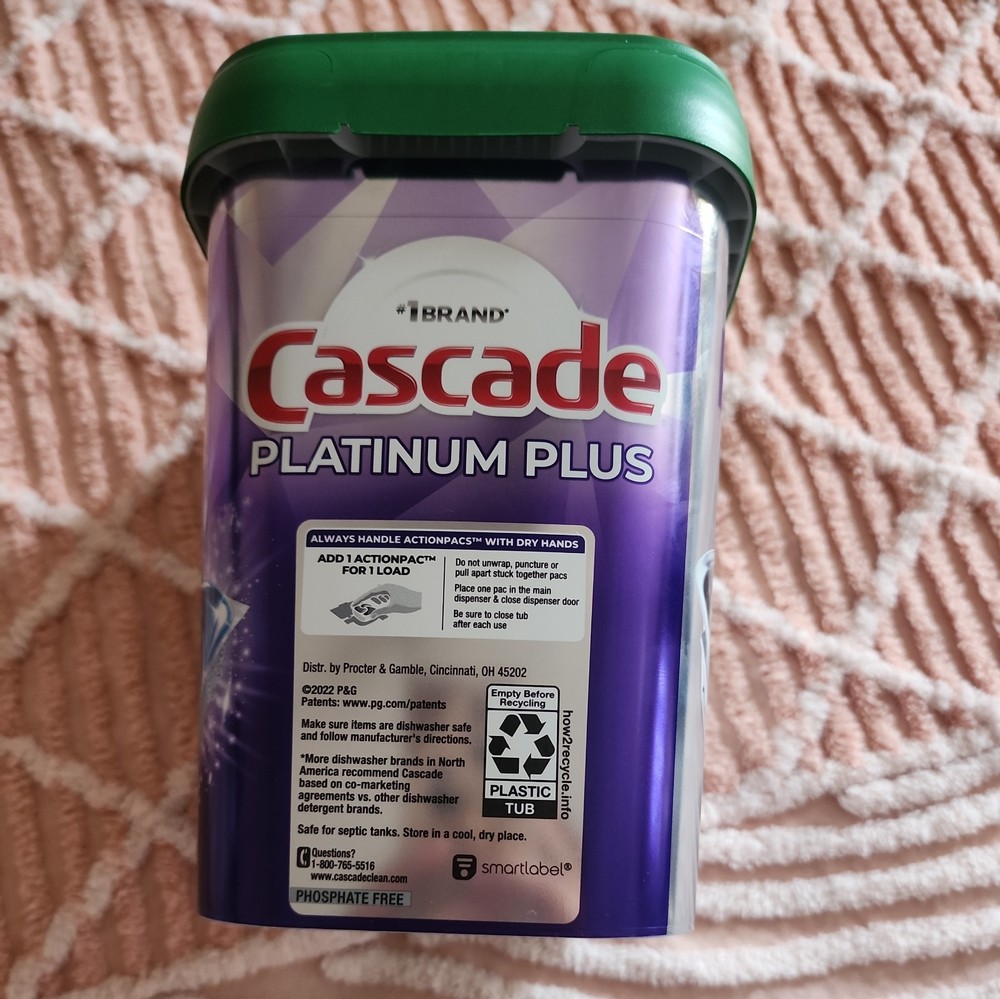 #1 BRAND*
Cascade
PLATINUM PLUS
ALWAYS HANDLE ACTIONPACS™ WITH DRY HANDS
ADD 1 ACTIONPAC™
FOR 1 LOAD
Do not unwrap, puncture or
pull apart stuck together pacs
Place one pac in the main
dispenser & close dispenser door
Be sure to close tub
after each use
Distr. by Procter & Gamble, Cincinnati, OH 45202
©2022 P&G
Patents: www.pg.com/patents
Make sure items are dishwasher safe
and follow manufacturer's directions.
*More dishwasher brands in North
America recommend Cascade
based on co-marketing
agreements vs. other dishwasher
detergent brands.
Empty Before
Recycling
PLASTIC
TUB
how2recycle.info
Safe for septic tanks. Store in a cool, dry place.
Questions?
1-800-765-5516
www.cascadeclean.com
smartlabel®
PHOSPHATE FREE